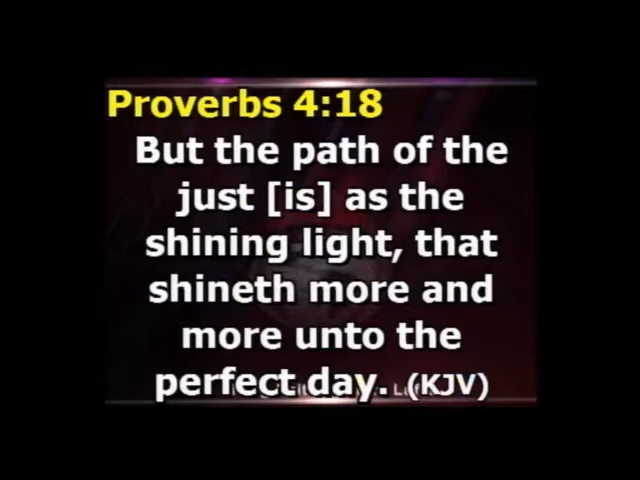 Proverbs 4:18
But the path of the
just [is] as the
shining light, that
shineth more and
more unto the
perfect day. (KJV)